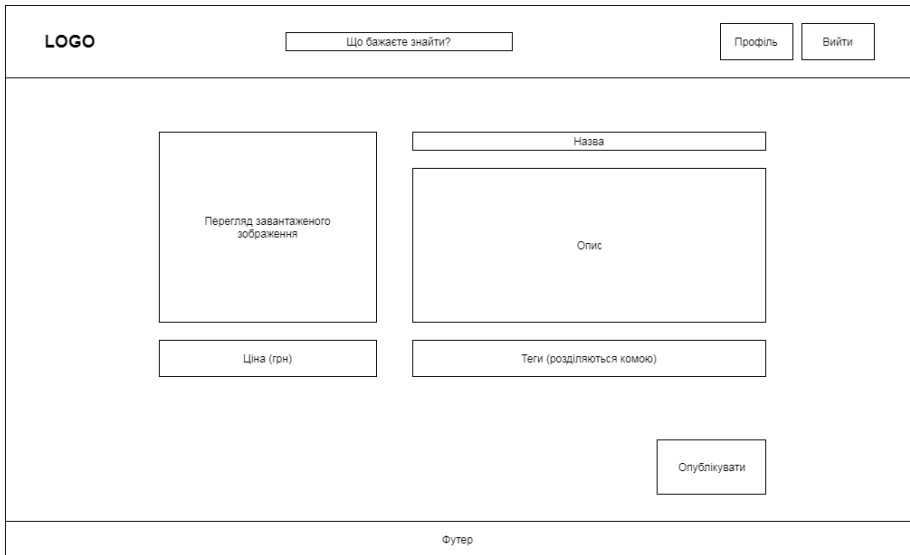 LOGO
Що бажаєте знайти?
Профіль
Вийти
Перегляд завантаженого
зображення
Назва
Опис
Ціна (грн)
Теги (розділяються комою)
Опублікувати
Футер